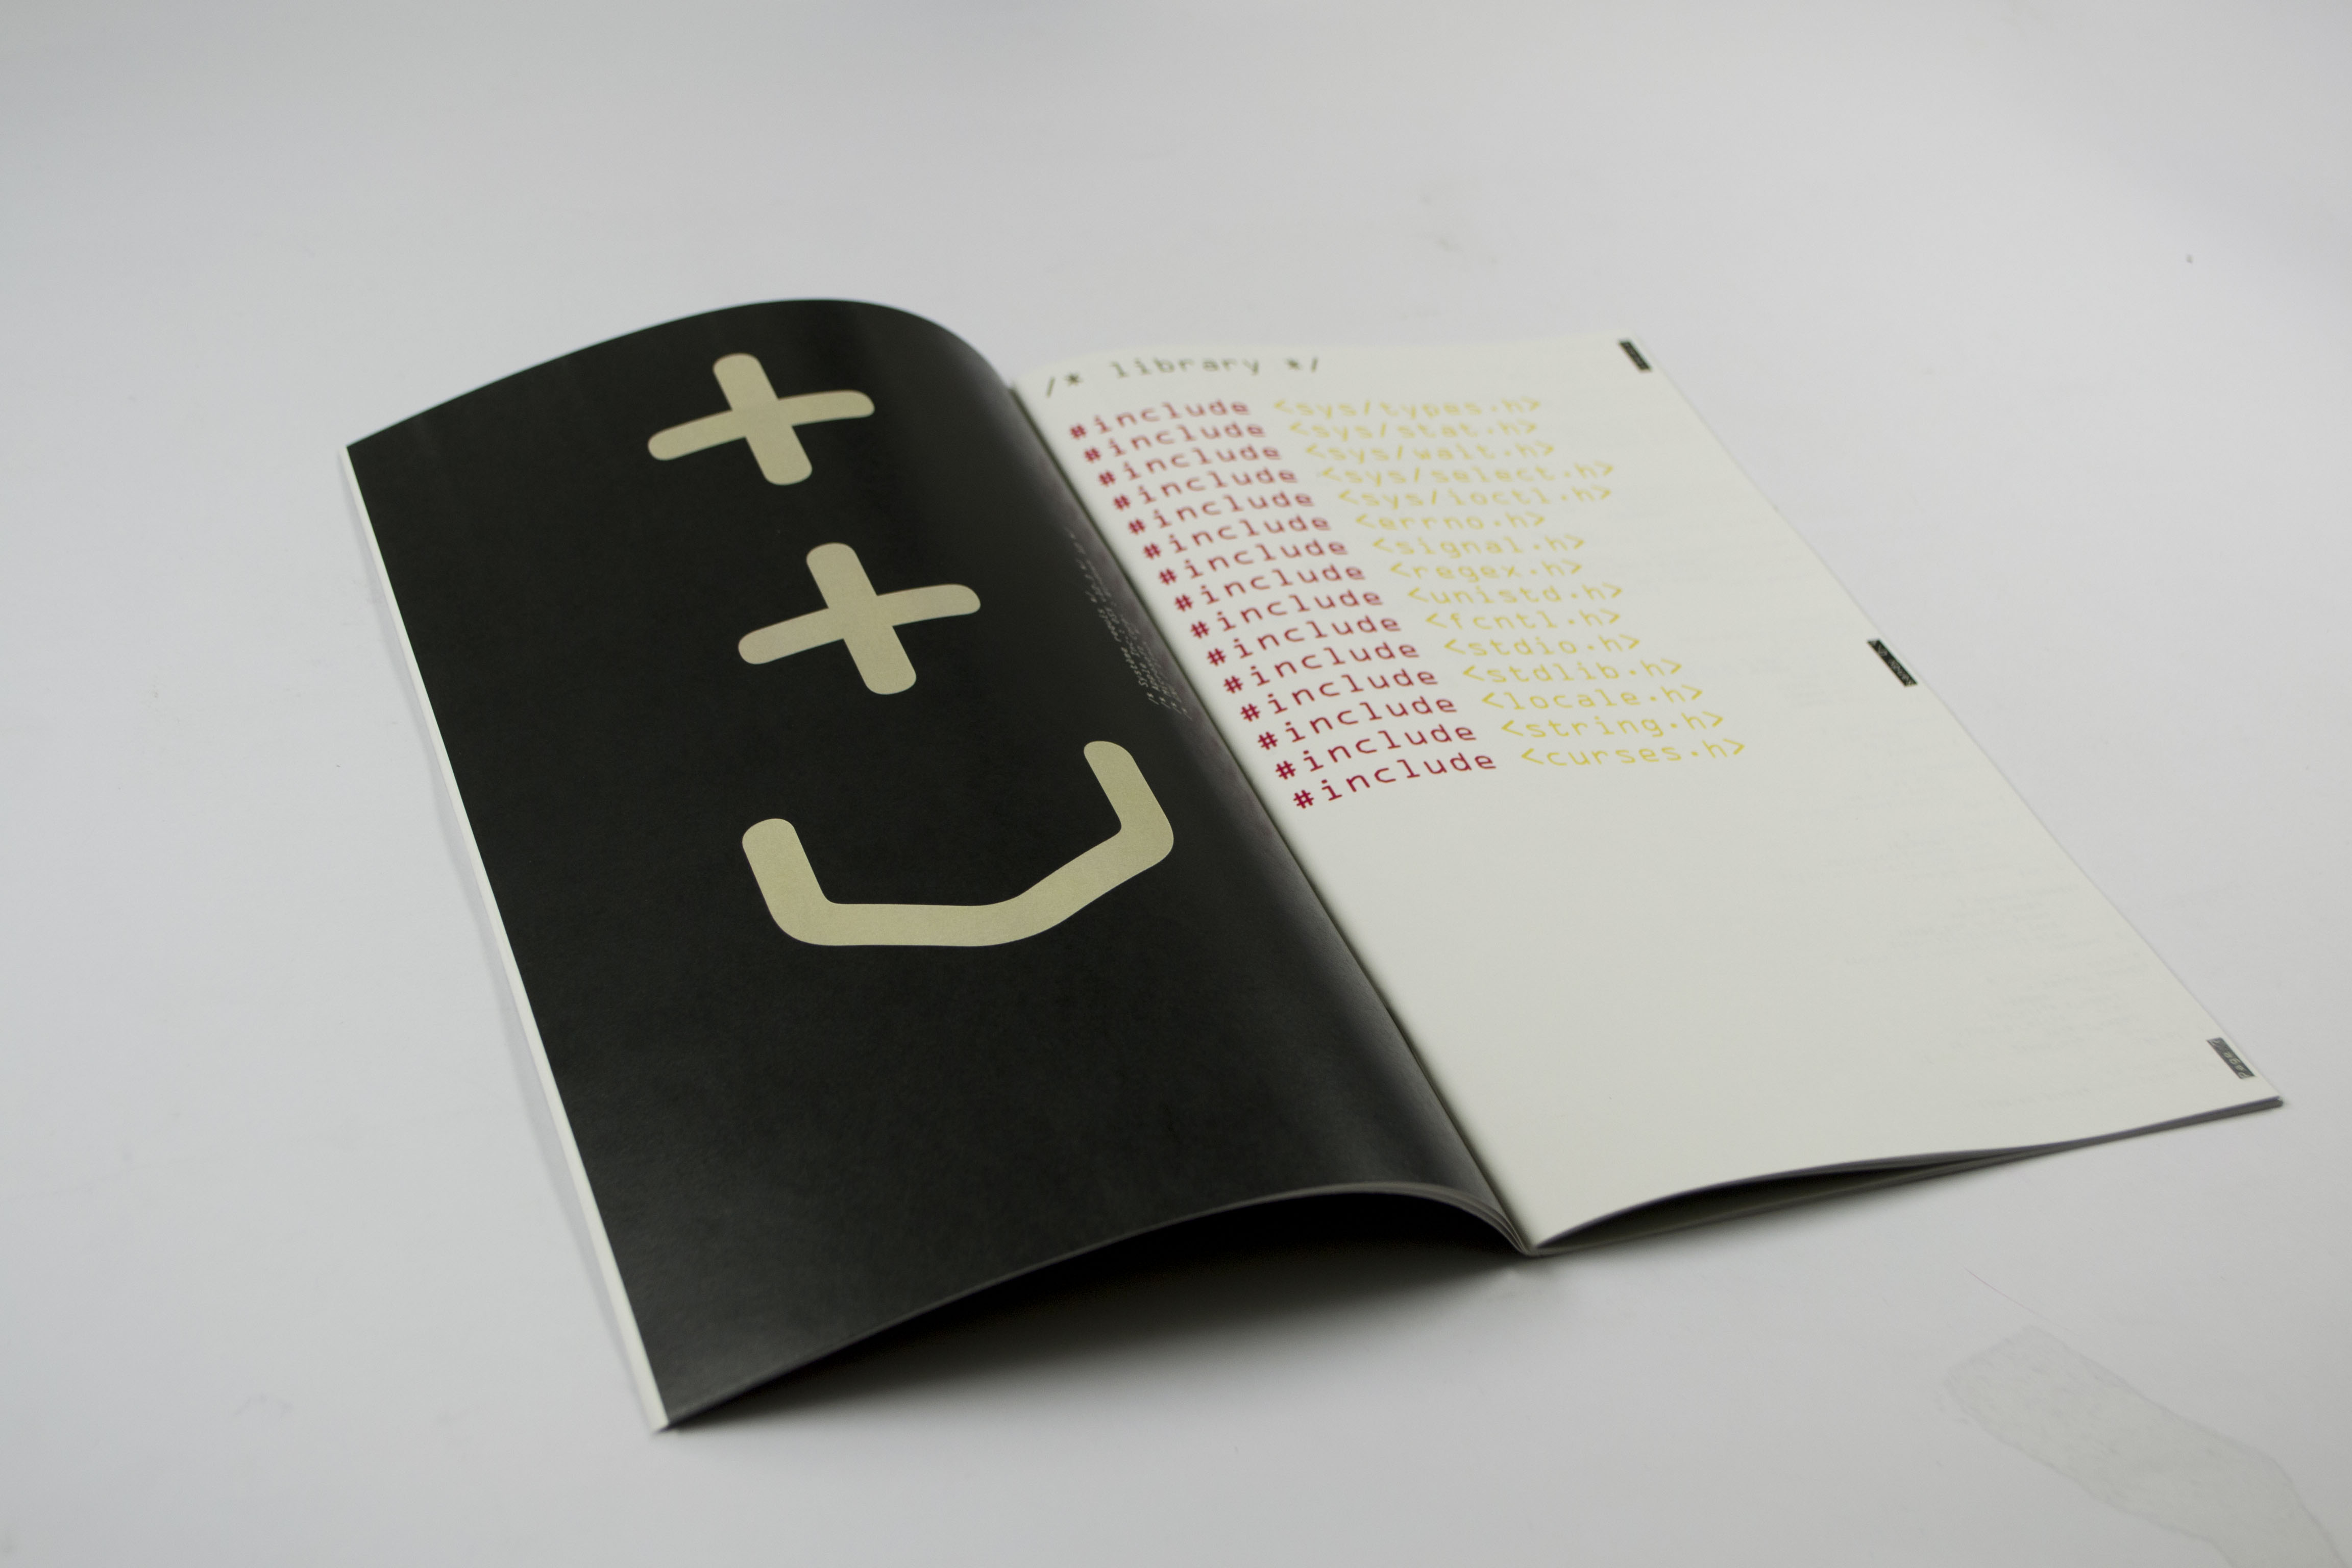 C++
/* library */
#include <sys/types.h>
#include <sys/stat.h>
#include <sys/wait.h>
#include <sys/select.h>
#include <sys/ioctl.h>
#include <errno.h>
#include <signal.h>
#include <regex.h>
#include <unistd.h>
#include <fcntl.h>
#include <stdio.h>
#include <stdlib.h>
#include <locale.h>
#include <string.h>
#include <curses.h>